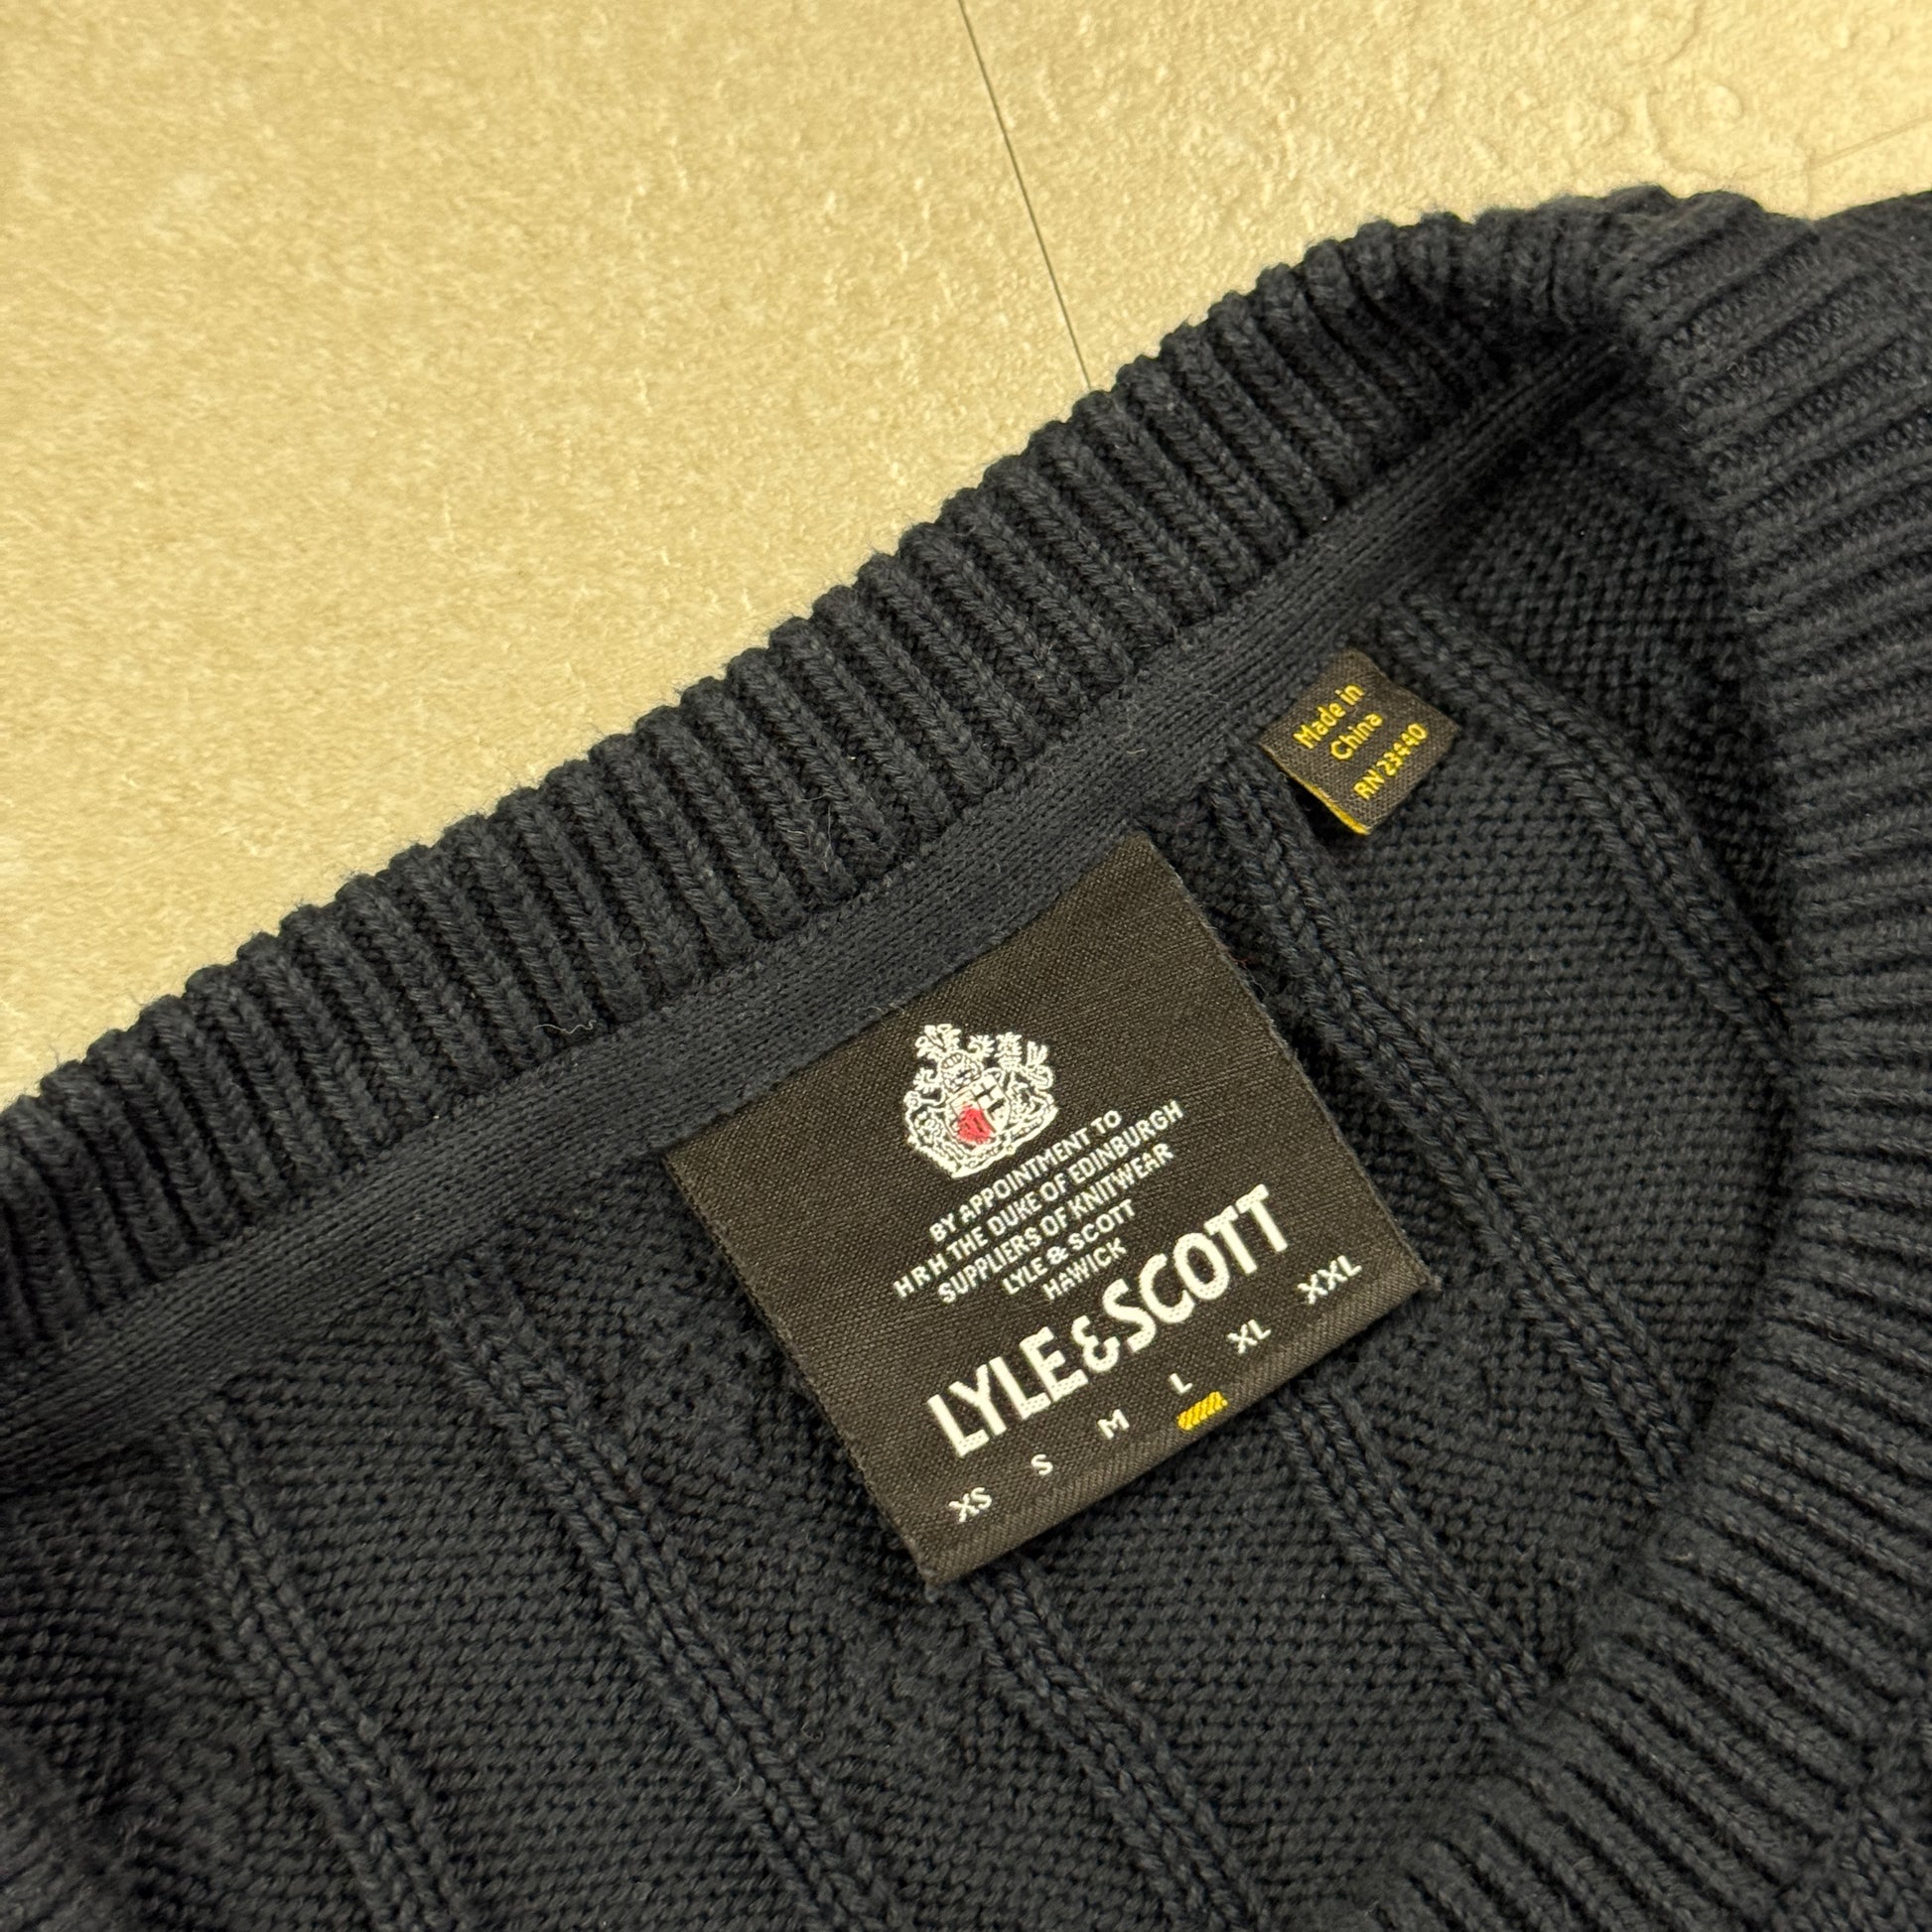 Made in
China
RN 23440
BY APPOINTMENT TO
HRH THE DUKE OF EDINBURGH
SUPPLIERS OF KNITWEAR
LYLE & SCOTT
HAWICK
LYLE & SCOTT
XS S M L XL XXL